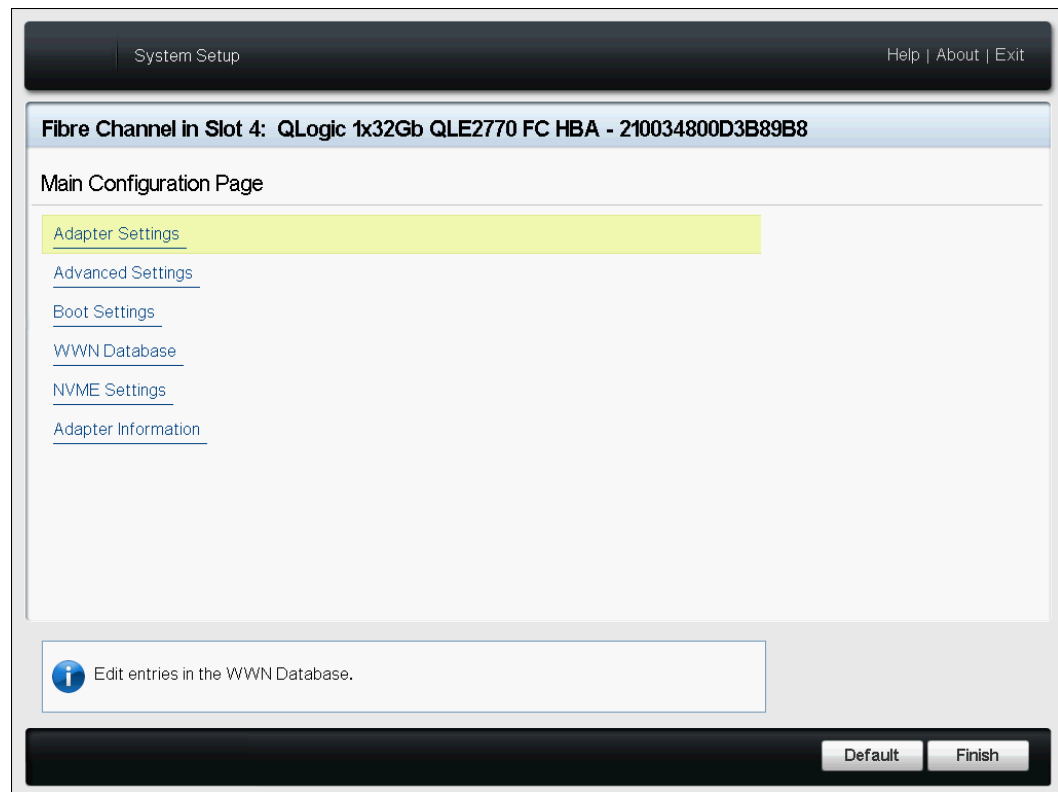 System Setup
Help | About | Exit
Fibre Channel in Slot 4: QLogic 1x32Gb QLE2770 FC HBA - 210034800D3B89B8
Main Configuration Page
Adapter Settings
Advanced Settings
Boot Settings
WWN Database
NVME Settings
Adapter Information
Edit entries in the WWN Database.
Default
Finish